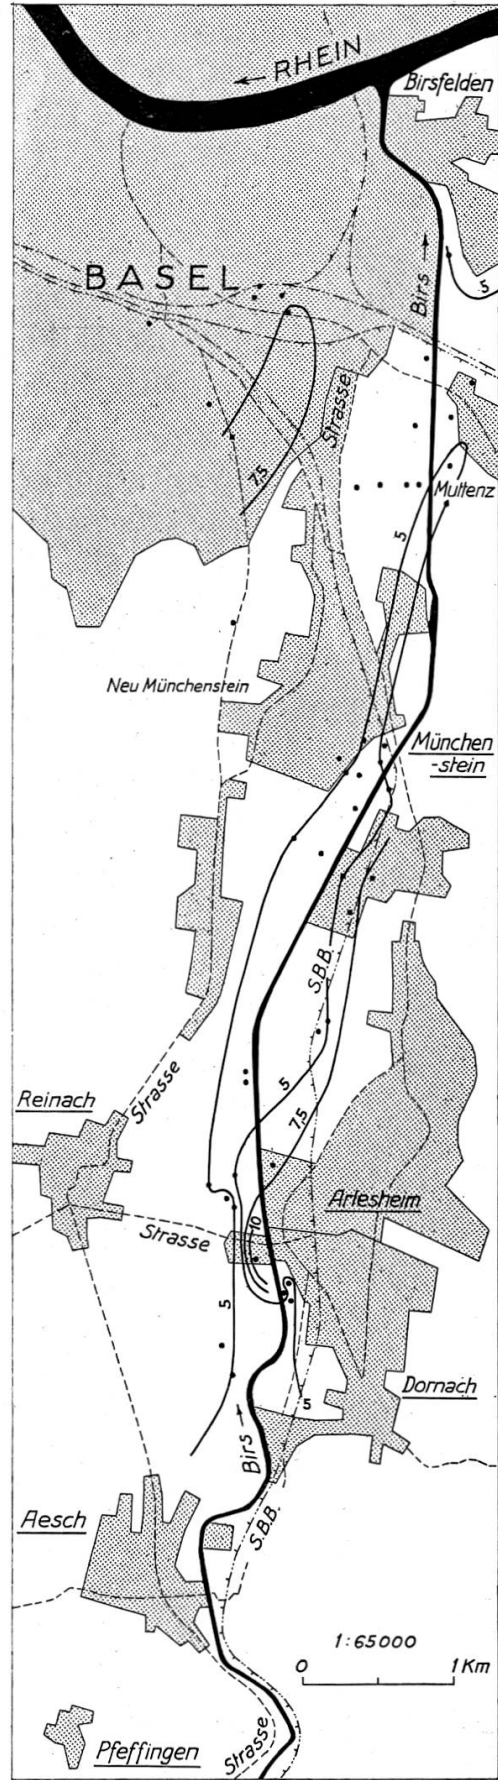 ← RHEIN
Birsfelden
BASEL
Birs →
5
Strasse
7,5
Muttenz
5
Neu Münchenstein
München
-stein
S.B.B.
5
7,5
Strasse
Reinach
Arlesheim
10
Strasse
5
Dornach
5
Birs →
S.B.B.
Aesch
1:65000
0 1 Km
Strasse
Pfeffingen